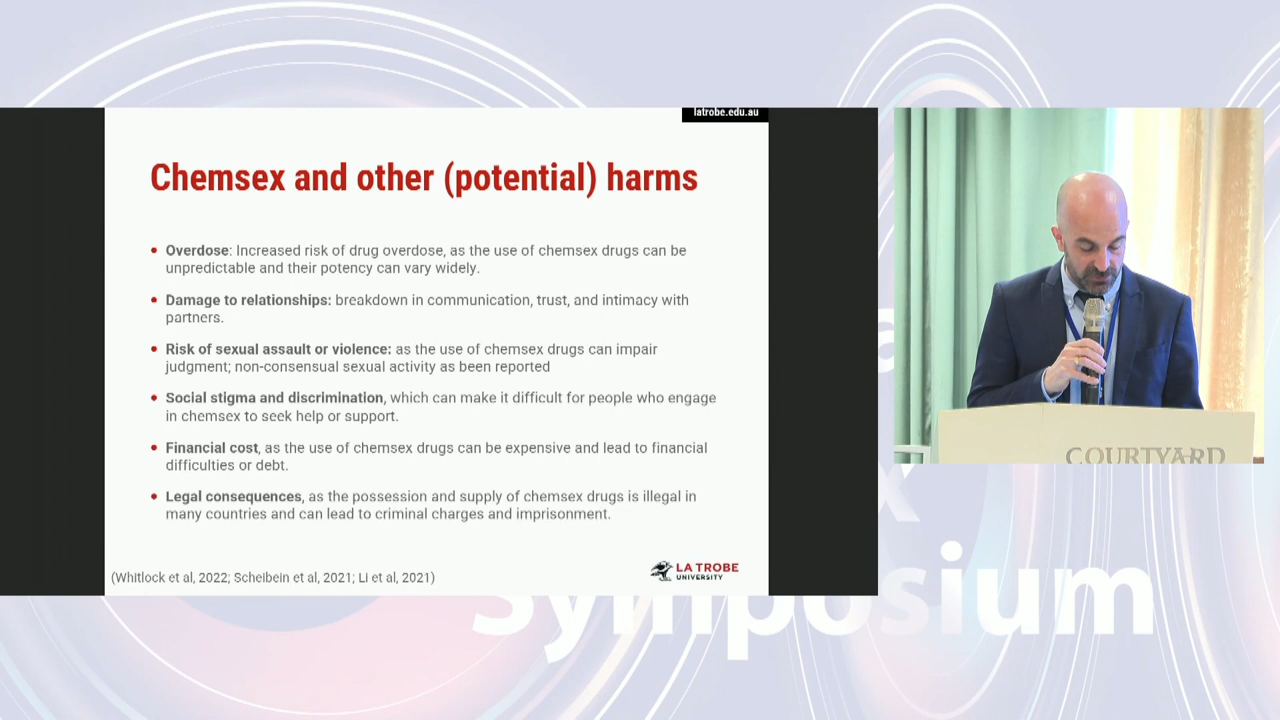 latrobe.edu.au
Chemsex and other (potential) harms
• Overdose: Increased risk of drug overdose, as the use of chemsex drugs can be
unpredictable and their potency can vary widely.
• Damage to relationships: breakdown in communication, trust, and intimacy with
partners.
• Risk of sexual assault or violence: as the use of chemsex drugs can impair
judgment; non-consensual sexual activity as been reported
• Social stigma and discrimination, which can make it difficult for people who engage
in chemsex to seek help or support.
• Financial cost, as the use of chemsex drugs can be expensive and lead to financial
difficulties or debt.
• Legal consequences, as the possession and supply of chemsex drugs is illegal in
many countries and can lead to criminal charges and imprisonment.
(Whitlock et al, 2022; Scheibein et al, 2021; Li et al, 2021)
LA TROBE
UNIVERSITY
COURTYARD
Symposium